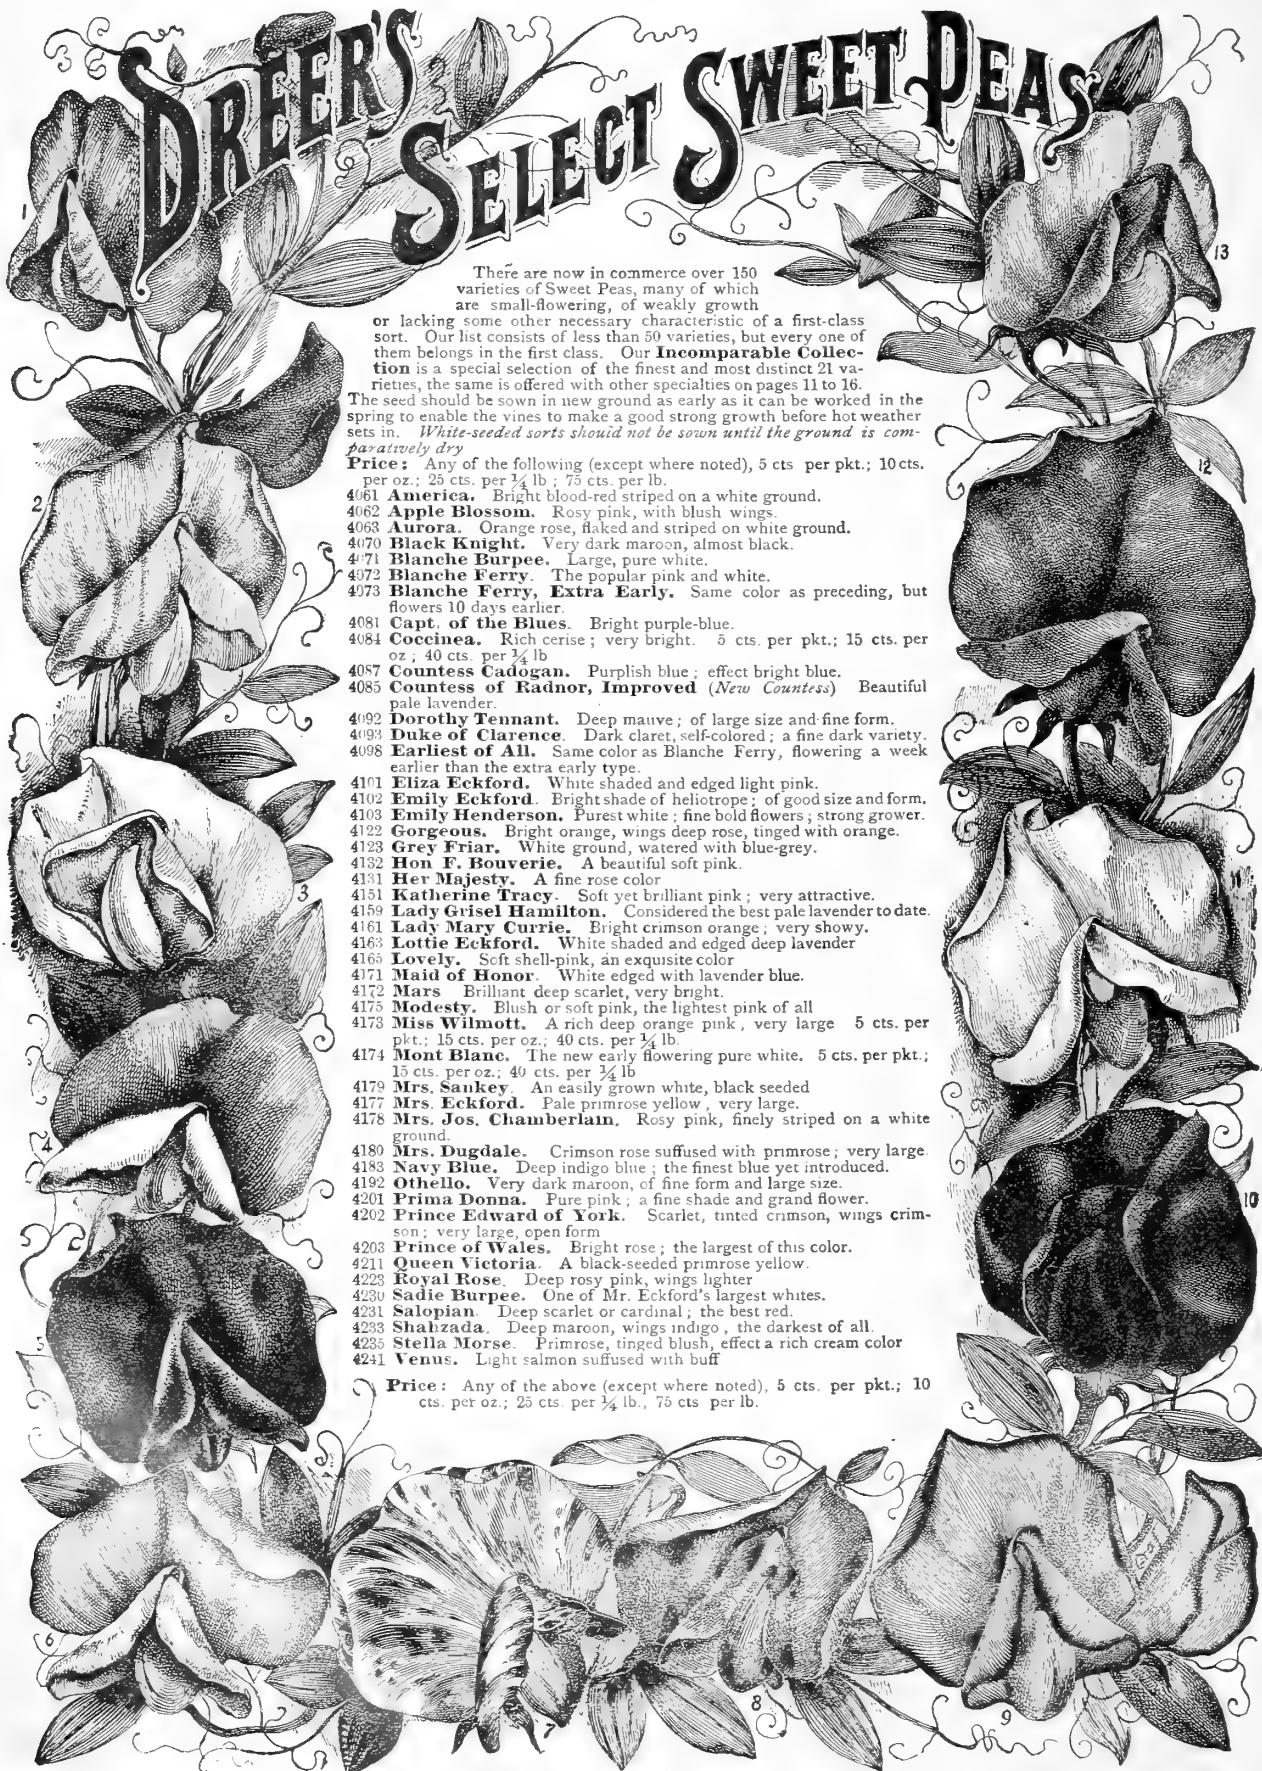 DREER'S
SELECT SWEET PEAS
There are now in commerce over 150
varieties of Sweet Peas, many of which
are small-flowering, of weakly growth
or lacking some other necessary characteristic of a first-class
sort. Our list consists of less than 50 varieties, but every one of
them belongs in the first class. Our Incomparable Collec-
tion is a special selection of the finest and most distinct 21 va-
rieties, the same is offered with other specialties on pages 11 to 16.
The seed should be sown in new ground as early as it can be worked in the
spring to enable the vines to make a good strong growth before hot weather
sets in. White-seeded sorts should not be sown until the ground is com-
paratively dry
Price: Any of the following (except where noted), 5 cts per pkt.; 10 cts.
per oz.; 25 cts. per ¼ lb ; 75 cts. per lb.
4061 America. Bright blood-red striped on a white ground.
4062 Apple Blossom. Rosy pink, with blush wings.
4063 Aurora. Orange rose, flaked and striped on white ground.
4070 Black Knight. Very dark maroon, almost black.
4071 Blanche Burpee. Large, pure white.
4072 Blanche Ferry. The popular pink and white.
4073 Blanche Ferry, Extra Early. Same color as preceding, but
flowers 10 days earlier.
4081 Capt. of the Blues. Bright purple-blue.
4084 Coccinea. Rich cerise ; very bright. 5 cts. per pkt.; 15 cts. per
oz ; 40 cts. per ¼ lb
4087 Countess Cadogan. Purplish blue ; effect bright blue.
4085 Countess of Radnor, Improved (New Countess) Beautiful
pale lavender.
4092 Dorothy Tennant. Deep mauve ; of large size and fine form.
4093 Duke of Clarence. Dark claret, self-colored ; a fine dark variety.
4098 Earliest of All. Same color as Blanche Ferry, flowering a week
earlier than the extra early type.
4101 Eliza Eckford. White shaded and edged light pink.
4102 Emily Eckford. Bright shade of heliotrope ; of good size and form.
4103 Emily Henderson. Purest white ; fine bold flowers ; strong grower.
4122 Gorgeous. Bright orange, wings deep rose, tinged with orange.
4123 Grey Friar. White ground, watered with blue-grey.
4132 Hon F. Bouverie. A beautiful soft pink.
4131 Her Majesty. A fine rose color
4151 Katherine Tracy. Soft yet brilliant pink ; very attractive.
4159 Lady Grisel Hamilton. Considered the best pale lavender to date.
4161 Lady Mary Currie. Bright crimson orange ; very showy.
4163 Lottie Eckford. White shaded and edged deep lavender
4165 Lovely. Soft shell-pink, an exquisite color
4171 Maid of Honor. White edged with lavender blue.
4172 Mars Brilliant deep scarlet, very bright.
4175 Modesty. Blush or soft pink, the lightest pink of all
4173 Miss Wilmott. A rich deep orange pink , very large 5 cts. per
pkt.; 15 cts. per oz.; 40 cts. per ¼ lb.
4174 Mont Blanc. The new early flowering pure white. 5 cts. per pkt.;
15 cts. per oz.; 40 cts. per ¼ lb
4179 Mrs. Sankey. An easily grown white, black seeded
4177 Mrs. Eckford. Pale primrose yellow , very large.
4178 Mrs. Jos. Chamberlain. Rosy pink, finely striped on a white
ground.
4180 Mrs. Dugdale. Crimson rose suffused with primrose ; very large.
4183 Navy Blue. Deep indigo blue ; the finest blue yet introduced.
4192 Othello. Very dark maroon, of fine form and large size.
4201 Prima Donna. Pure pink ; a fine shade and grand flower.
4202 Prince Edward of York. Scarlet, tinted crimson, wings crim-
son ; very large, open form
4203 Prince of Wales. Bright rose ; the largest of this color.
4211 Queen Victoria. A black-seeded primrose yellow.
4223 Royal Rose. Deep rosy pink, wings lighter
4230 Sadie Burpee. One of Mr. Eckford's largest whites.
4231 Salopian. Deep scarlet or cardinal ; the best red.
4233 Shahzada. Deep maroon, wings indigo , the darkest of all.
4235 Stella Morse. Primrose, tinged blush, effect a rich cream color
4241 Venus. Light salmon suffused with buff
Price : Any of the above (except where noted), 5 cts. per pkt.; 10
cts. per oz.; 25 cts. per ¼ lb., 75 cts per lb.
1
2
3
4
5
6
7
8
9
10
11
12
13